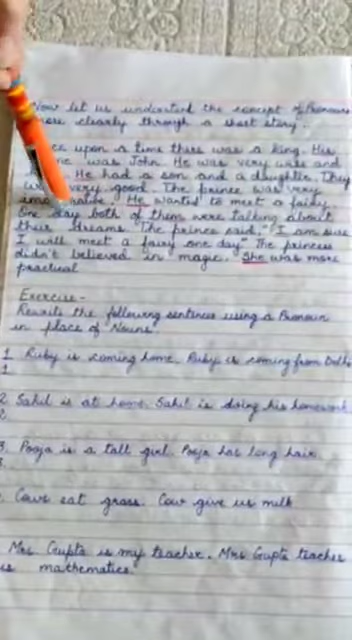 Now let us understand the concept of Pronouns
more clearly through a short story.
upon a time there was a king. His
was John. He was very wise and
He had a son and a daughter. They
very good. The prince was very
He wanted to meet a fairy
One day both of them were talking about
their dreams. The prince said, "I am sure
I will meet a fairy one day" The princess
didn't believed in magic. She was more
practical
Exercise -
Rewrite the following sentences using a Pronoun
in place of Nouns.
1 Ruby is coming home. Ruby is coming from Delhi
2 Sahil is at home. Sahil is doing his homework
3. Pooja is a tall girl. Pooja has long hair
Cows eat grass. Cow give us milk
Mrs Gupta is my teacher. Mrs Gupta teaches
us mathematics.